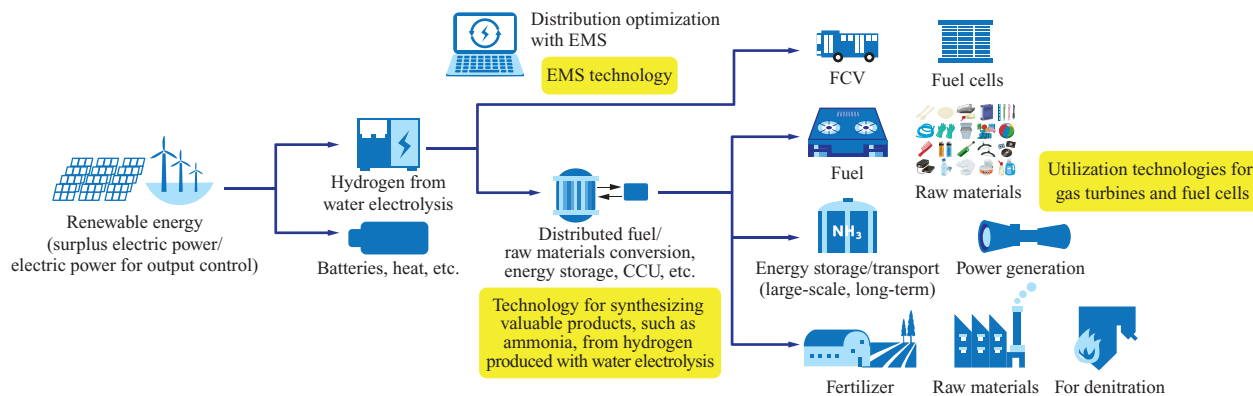 Distribution optimization
with EMS
EMS technology
FCV
Fuel cells
Hydrogen from
water electrolysis
Fuel
Raw materials
Utilization technologies for
gas turbines and fuel cells
Renewable energy
(surplus electric power/
electric power for output control)
Batteries, heat, etc.
Distributed fuel/
raw materials conversion,
energy storage, CCU, etc.
Technology for synthesizing
valuable products, such as
ammonia, from hydrogen
produced with water electrolysis
NH₃
Energy storage/transport
(large-scale, long-term)
Power generation
Fertilizer
Raw materials
For denitration